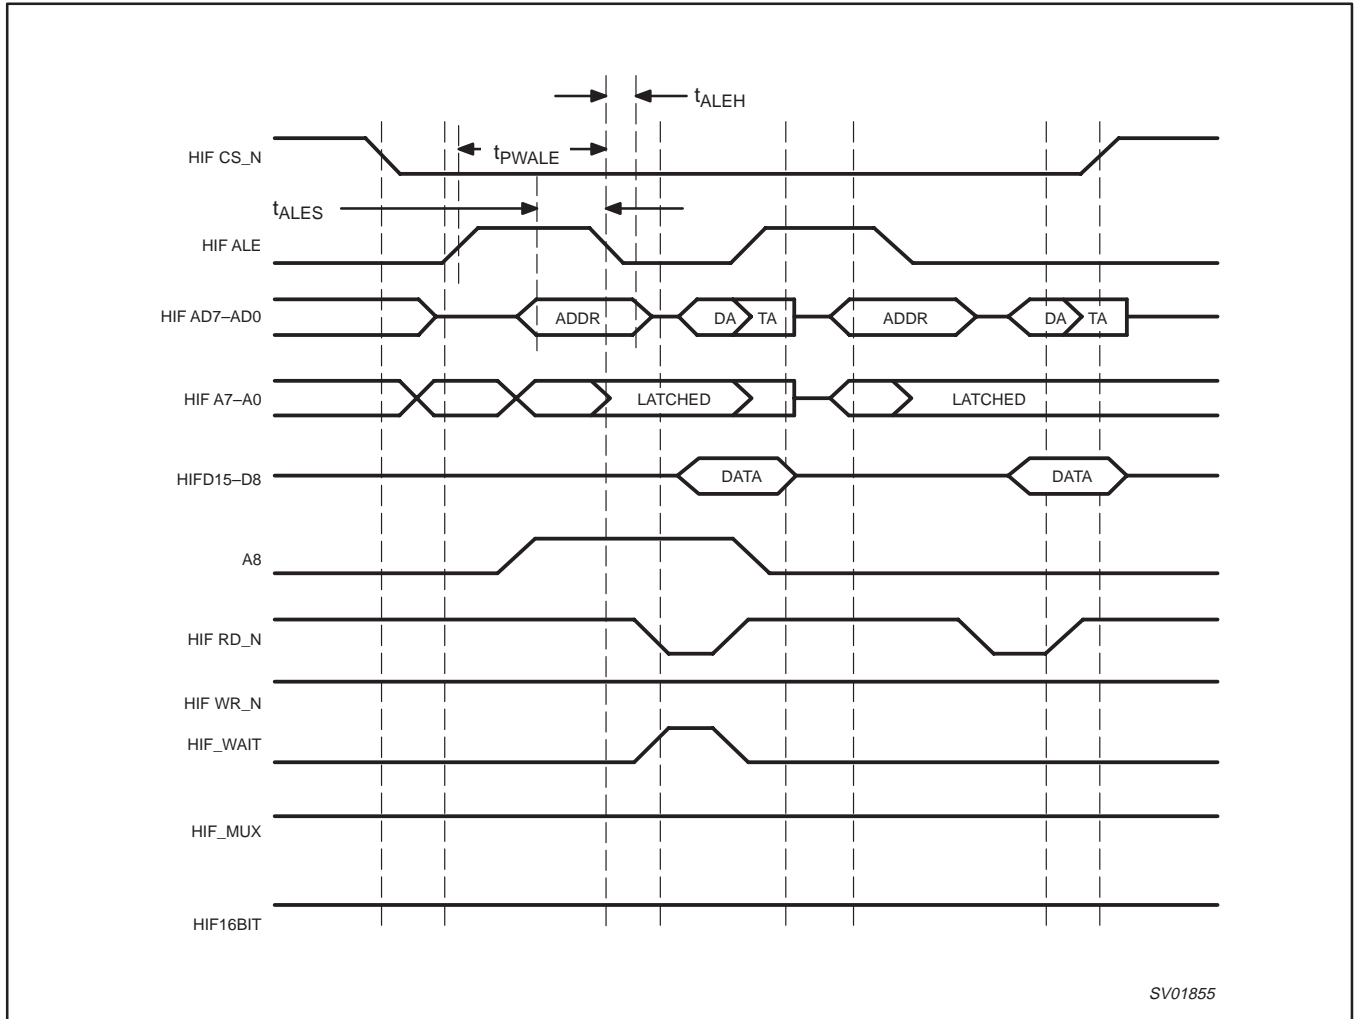 tALEH
HIF CS_N
tPWALE
tALES
HIF ALE
HIF AD7–AD0
ADDR
DA
TA
ADDR
DA
TA
HIF A7–A0
LATCHED
LATCHED
HIFD15–D8
DATA
DATA
A8
HIF RD_N
HIF WR_N
HIF_WAIT
HIF_MUX
HIF16BIT
SV01855